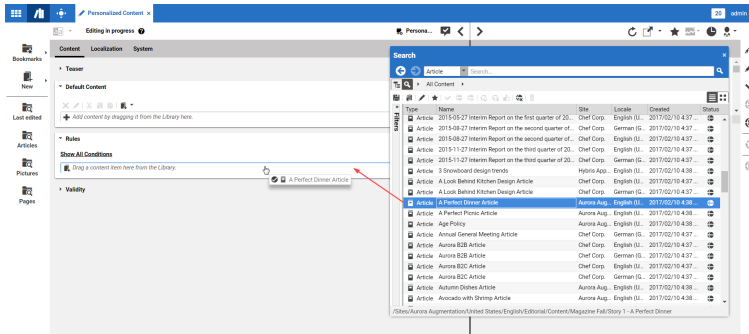 Personalized Content ×
20 admin
Editing in progress
Persona...
Bookmarks
New
Last edited
Articles
Pictures
Pages
Content Localization System
Teaser
Default Content
Add content by dragging it from the Library here.
Rules
Show All Conditions
Drag a content item here from the Library.
A Perfect Dinner Article
Validity
Search ×
Article Search...
All Content
Filters
Type Name Site Locale Created Status
Article 2015-05-27 Interim Report on the first quarter of 20... Chef Corp. English (U... 2017/02/10 4:37 ...
Article 2015-08-27 Interim Report on the second quarter of... Chef Corp. German (G... 2017/02/10 4:37 ...
Article 2015-08-27 Interim Report on the second quarter of... Chef Corp. English (U... 2017/02/10 4:37 ...
Article 2015-11-27 Interim Report on the third quarter of 20... Chef Corp. English (U... 2017/02/10 4:37 ...
Article 2015-11-27 Interim Report on the third quarter of 20... Chef Corp. German (G... 2017/02/10 4:37 ...
Article 3 Snowboard design trends Hybris App... English (U... 2017/02/10 4:38 ...
Article A Look Behind Kitchen Design Article Chef Corp. English (U... 2017/02/10 4:37 ...
Article A Look Behind Kitchen Design Article Chef Corp. German (G... 2017/02/10 4:37 ...
Article A Perfect Dinner Article Aurora Aug... English (U... 2017/02/10 4:38 ...
Article A Perfect Picnic Article Aurora Aug... English (U... 2017/02/10 4:38 ...
Article Age Policy Aurora Aug... English (U... 2017/02/10 4:38 ...
Article Annual General Meeting Article Chef Corp. German (G... 2017/02/10 4:37 ...
Article Aurora B2B Article Chef Corp. English (U... 2017/02/10 4:37 ...
Article Aurora B2B Article Chef Corp. German (G... 2017/02/10 4:37 ...
Article Aurora B2C Article Chef Corp. English (U... 2017/02/10 4:37 ...
Article Aurora B2C Article Chef Corp. German (G... 2017/02/10 4:37 ...
Article Autumn Dishes Article Aurora Aug... English (U... 2017/02/10 4:38 ...
Article Avocado with Shrimp Article Aurora Aug... English (U... 2017/02/10 4:38 ...
/Sites/Aurora Augmentation/United States/English/Editorial/Content/Magazine Fall/Story 1 - A Perfect Dinner